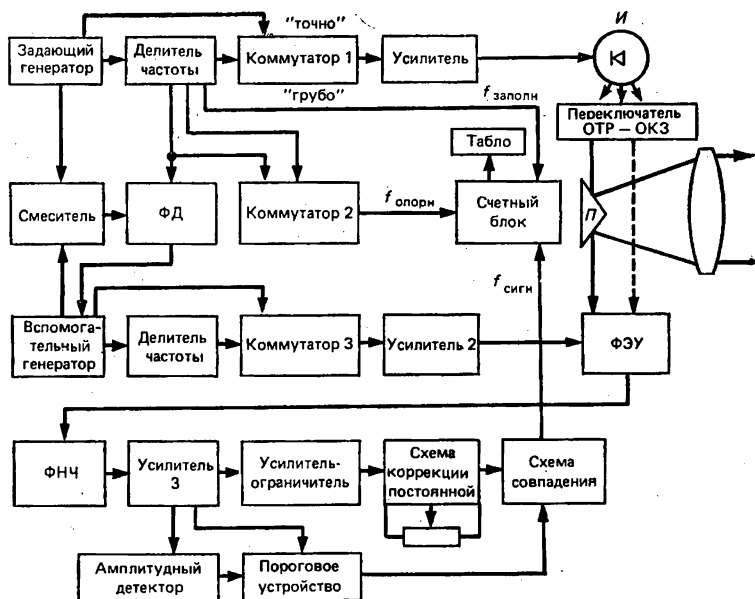 "точно"
И
Задающий
генератор
Делитель
частоты
Коммутатор 1
Усилитель
"грубо"
f заполн
Переключатель
ОТР – ОКЗ
Табло
Смеситель
ФД
Коммутатор 2
f опорн
Счетный
блок
П
f сигн
Вспомога-
тельный
генератор
Делитель
частоты
Коммутатор 3
Усилитель 2
ФЭУ
ФНЧ
Усилитель
3
Усилитель-
ограничитель
Схема
коррекции
постоянной
Схема
совпадения
Амплитудный
детектор
Пороговое
устройство